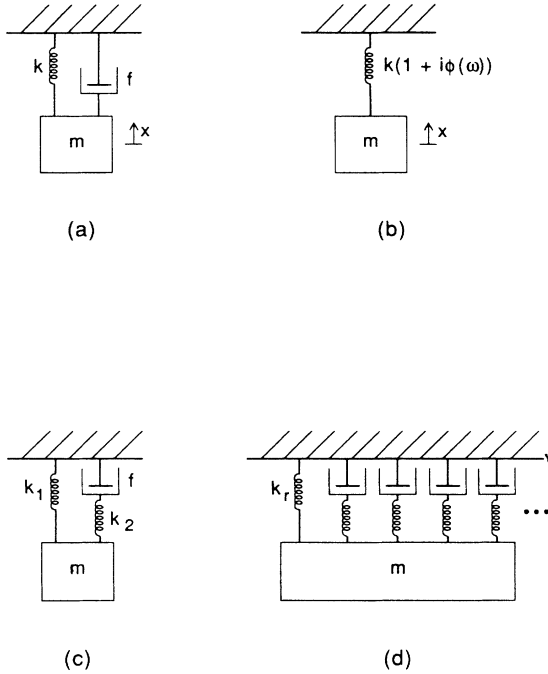 k
f
m
x
(a)
k(1 + iϕ(ω))
m
x
(b)
k₁
f
k₂
m
(c)
kᵣ
m
...
(d)